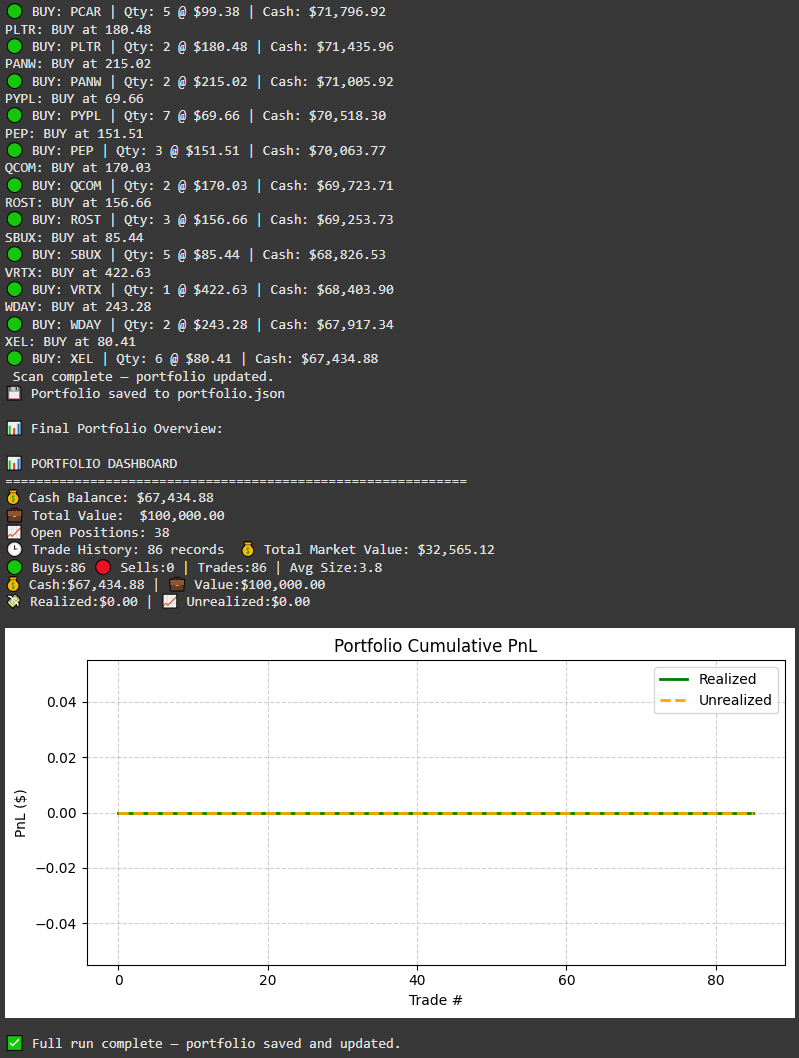 🟢 BUY: PCAR | Qty: 5 @ $99.38 | Cash: $71,796.92
PLTR: BUY at 180.48
🟢 BUY: PLTR | Qty: 2 @ $180.48 | Cash: $71,435.96
PANW: BUY at 215.02
🟢 BUY: PANW | Qty: 2 @ $215.02 | Cash: $71,005.92
PYPL: BUY at 69.66
🟢 BUY: PYPL | Qty: 7 @ $69.66 | Cash: $70,518.30
PEP: BUY at 151.51
🟢 BUY: PEP | Qty: 3 @ $151.51 | Cash: $70,063.77
QCOM: BUY at 170.03
🟢 BUY: QCOM | Qty: 2 @ $170.03 | Cash: $69,723.71
ROST: BUY at 156.66
🟢 BUY: ROST | Qty: 3 @ $156.66 | Cash: $69,253.73
SBUX: BUY at 85.44
🟢 BUY: SBUX | Qty: 5 @ $85.44 | Cash: $68,826.53
VRTX: BUY at 422.63
🟢 BUY: VRTX | Qty: 1 @ $422.63 | Cash: $68,403.90
WDAY: BUY at 243.28
🟢 BUY: WDAY | Qty: 2 @ $243.28 | Cash: $67,917.34
XEL: BUY at 80.41
🟢 BUY: XEL | Qty: 6 @ $80.41 | Cash: $67,434.88
Scan complete — portfolio updated.
💾 Portfolio saved to portfolio.json
📊 Final Portfolio Overview:
📊 PORTFOLIO DASHBOARD
============================================================
💰 Cash Balance: $67,434.88
💼 Total Value: $100,000.00
📈 Open Positions: 38
🕒 Trade History: 86 records 💰 Total Market Value: $32,565.12
🟢 Buys:86 🔴 Sells:0 | Trades:86 | Avg Size:3.8
💰 Cash:$67,434.88 | 💼 Value:$100,000.00
💸 Realized:$0.00 | 📈 Unrealized:$0.00
Portfolio Cumulative PnL
Realized
Unrealized
0.04
0.02
0.00
−0.02
−0.04
PnL ($)
0 20 40 60 80
Trade #
✅ Full run complete — portfolio saved and updated.